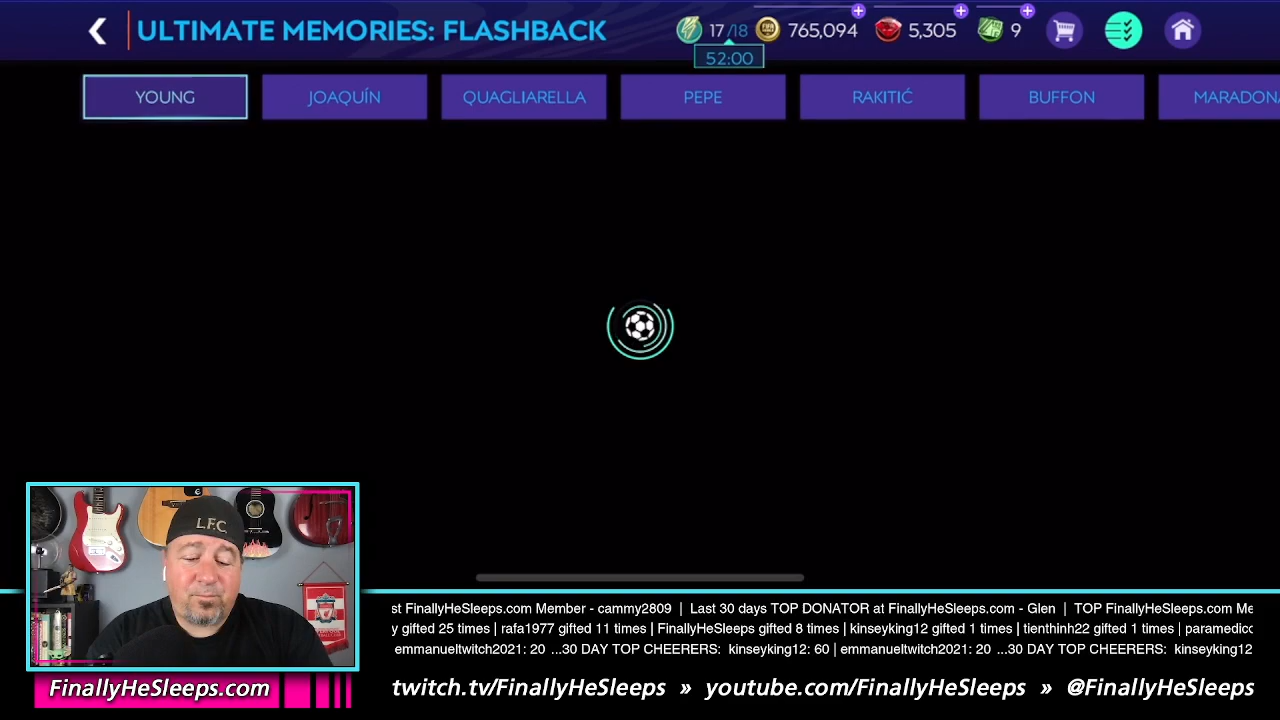 ULTIMATE MEMORIES: FLASHBACK
17/18
765,094
5,305
9
52:00
YOUNG
JOAQUÍN
QUAGLIARELLA
PEPE
RAKITIĆ
BUFFON
MARADONA
L.F.C.
st FinallyHeSleeps.com Member - cammy2809 | Last 30 days TOP DONATOR at FinallyHeSleeps.com - Glen | TOP FinallyHeSleeps.com Me
y gifted 25 times | rafa1977 gifted 11 times | FinallyHeSleeps gifted 8 times | kinseyking12 gifted 1 times | tienthinh22 gifted 1 times | paramedic
emmanueltwitch2021: 20 ...30 DAY TOP CHEERERS: kinseyking12: 60 | emmanueltwitch2021: 20 ...30 DAY TOP CHEERERS: kinseyking12
FinallyHeSleeps.com
twitch.tv/FinallyHeSleeps » youtube.com/FinallyHeSleeps » @FinallyHeSleeps